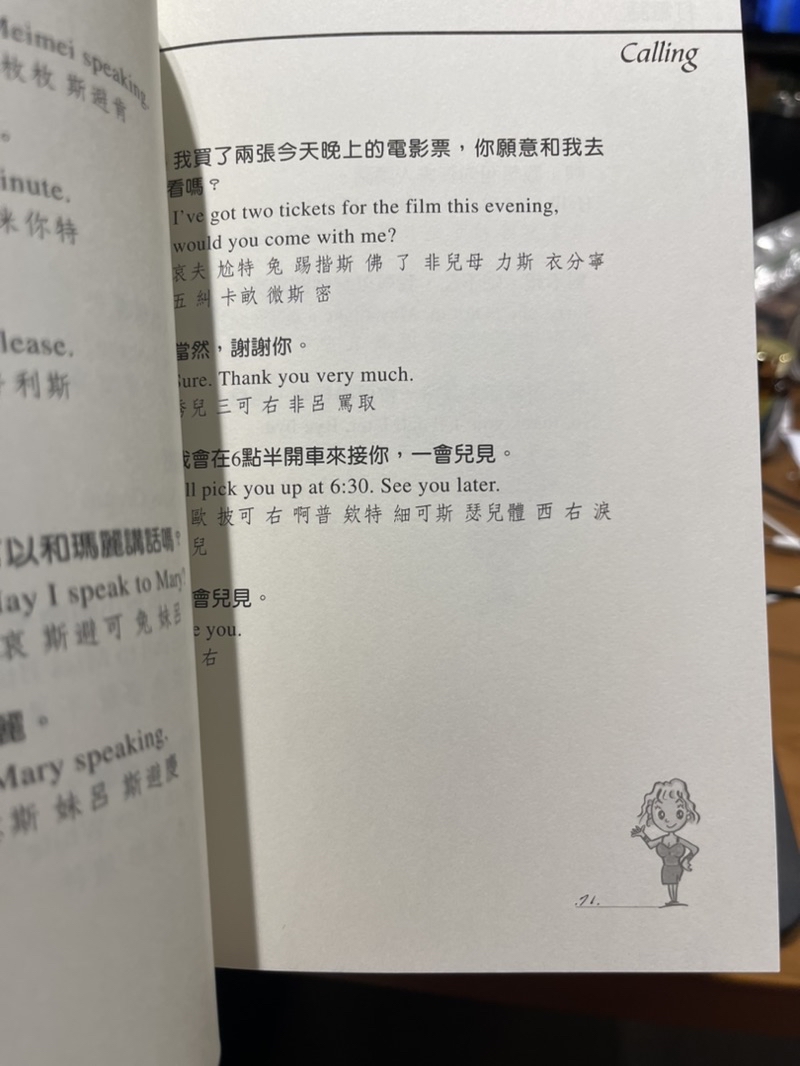 Meimei speaking.
枚枚 斯避肯
。
inute.
米 你 特
lease.
利斯
以和瑪麗講話嗎?
ay I speak to Mary?
哀 斯避可 兔 妹呂
麗。
Mary speaking.
斯 妹 呂 斯避慶
Calling
我買了兩張今天晚上的電影票,你願意和我去
看嗎?
I've got two tickets for the film this evening,
would you come with me?
哀夫 尬特 兔 踢揩斯 佛 了 非兒母 力斯 衣分寧
五 糾 卡畝 微斯 密
當然,謝謝你。
Sure. Thank you very much.
秀兒 三可 右 非呂 罵取
我會在6點半開車來接你,一會兒見。
ll pick you up at 6:30. See you later.
歐 披可 右 啊普 欸特 細可斯 瑟兒體 西 右 淚
兒
會兒見。
e you.
右
71.